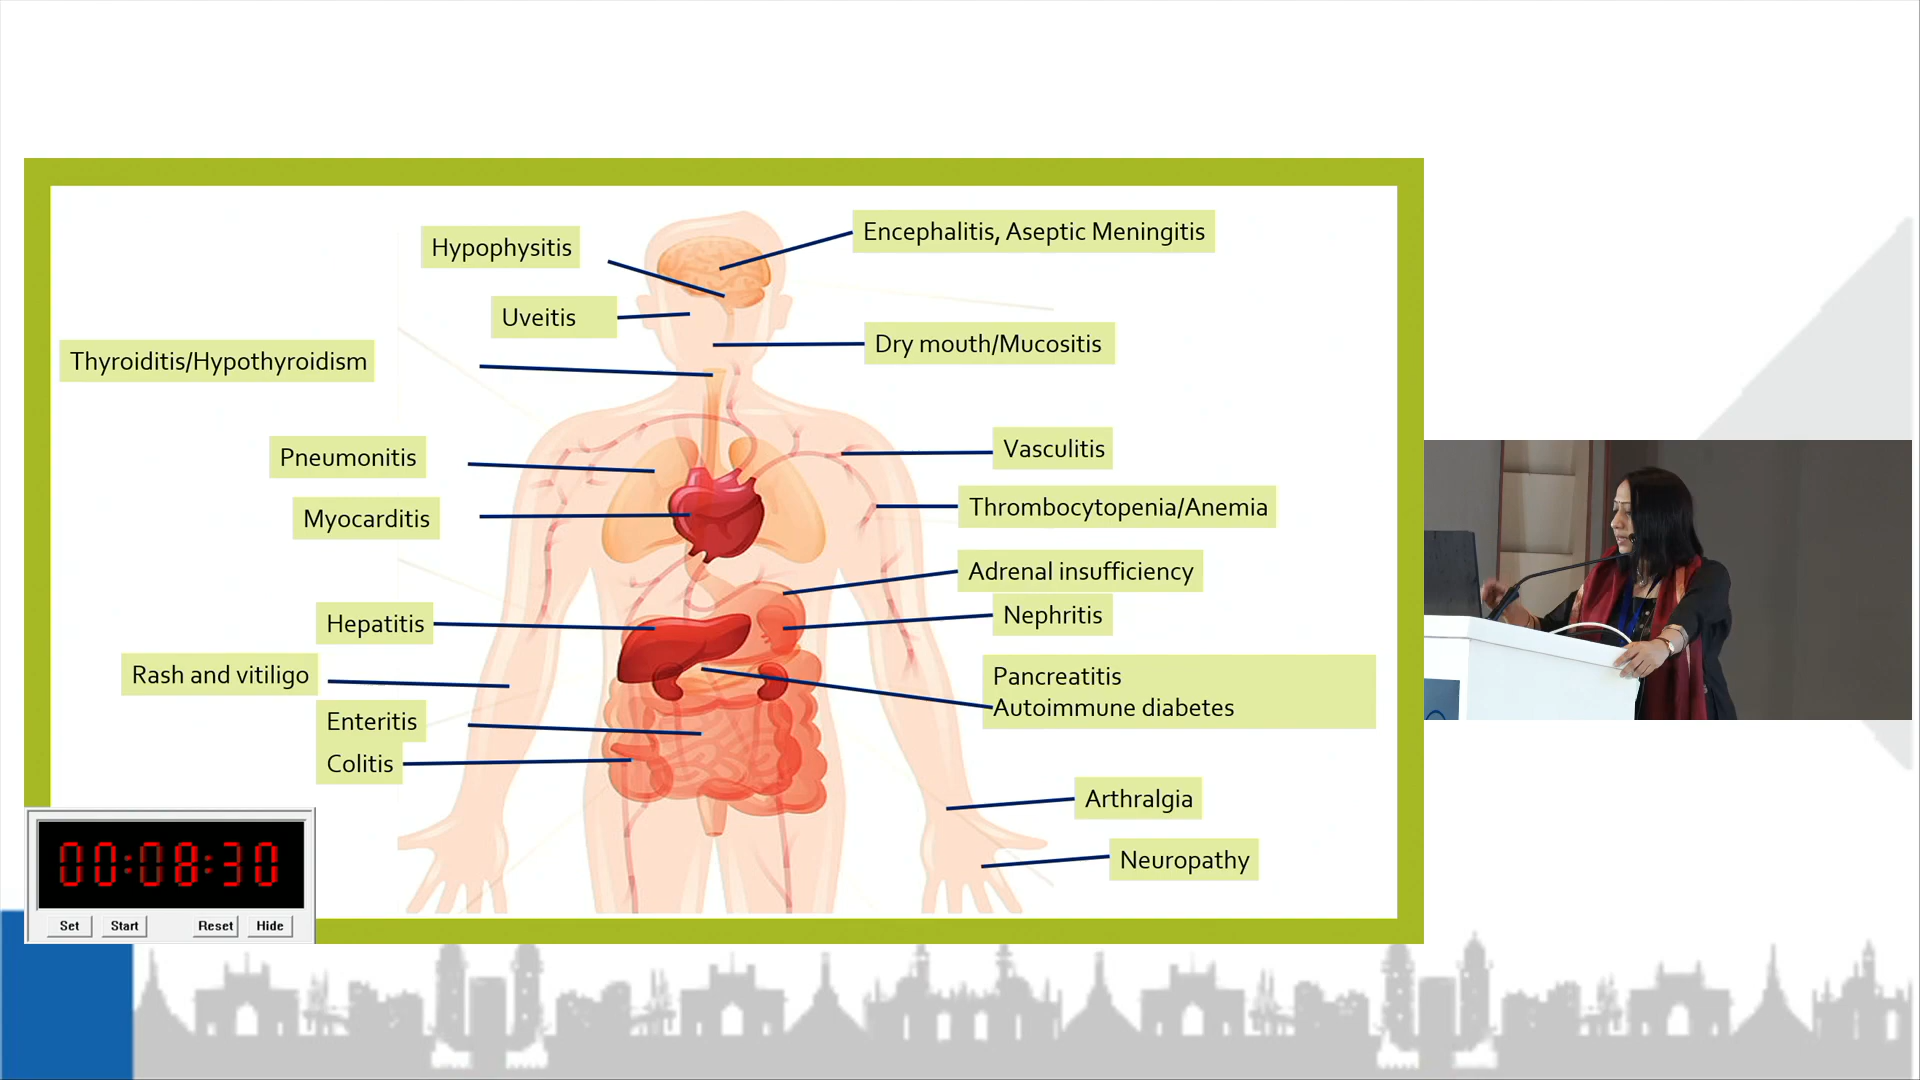 Hypophysitis
Encephalitis, Aseptic Meningitis
Uveitis
Dry mouth/Mucositis
Thyroiditis/Hypothyroidism
Pneumonitis
Vasculitis
Myocarditis
Thrombocytopenia/Anemia
Adrenal insufficiency
Hepatitis
Nephritis
Rash and vitiligo
Pancreatitis
Autoimmune diabetes
Enteritis
Colitis
Arthralgia
Neuropathy
00:08:30
Set Start Reset Hide